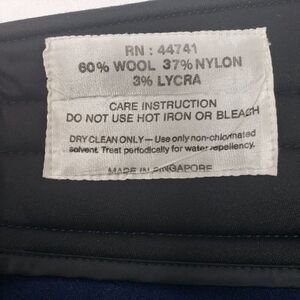 RN : 44741
60% WOOL 37% NYLON
3% LYCRA
CARE INSTRUCTION
DO NOT USE HOT IRON OR BLEACH
DRY CLEAN ONLY — Use only non-chlorinated
solvent. Treat periodically for water repellency.
MADE IN SINGAPORE